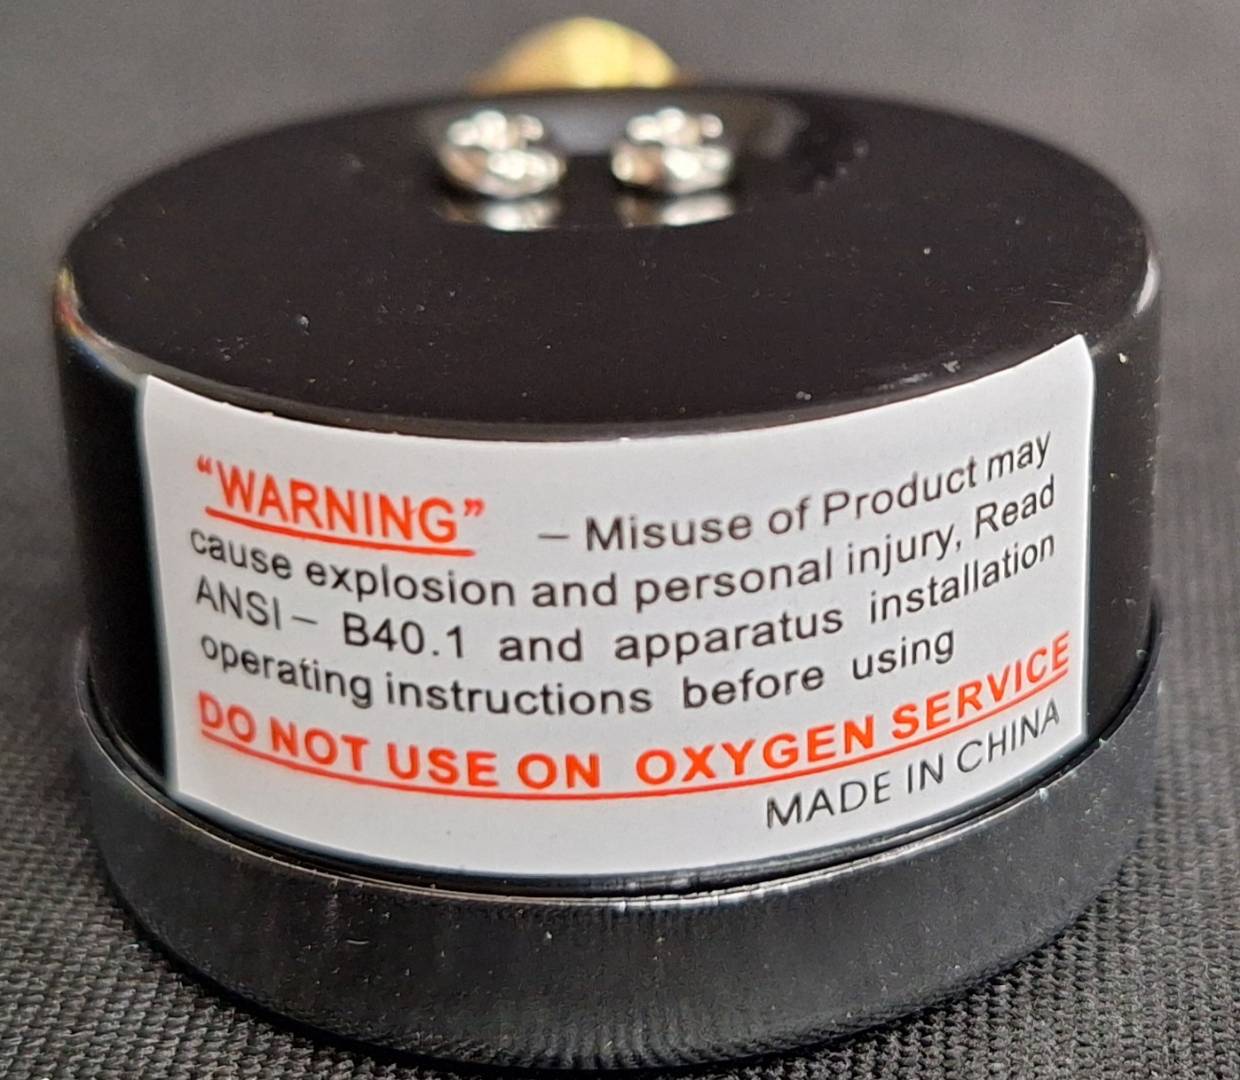 “WARNING” – Misuse of Product may
cause explosion and personal injury, Read
ANSI – B40.1 and apparatus installation
operating instructions before using
DO NOT USE ON OXYGEN SERVICE
MADE IN CHINA